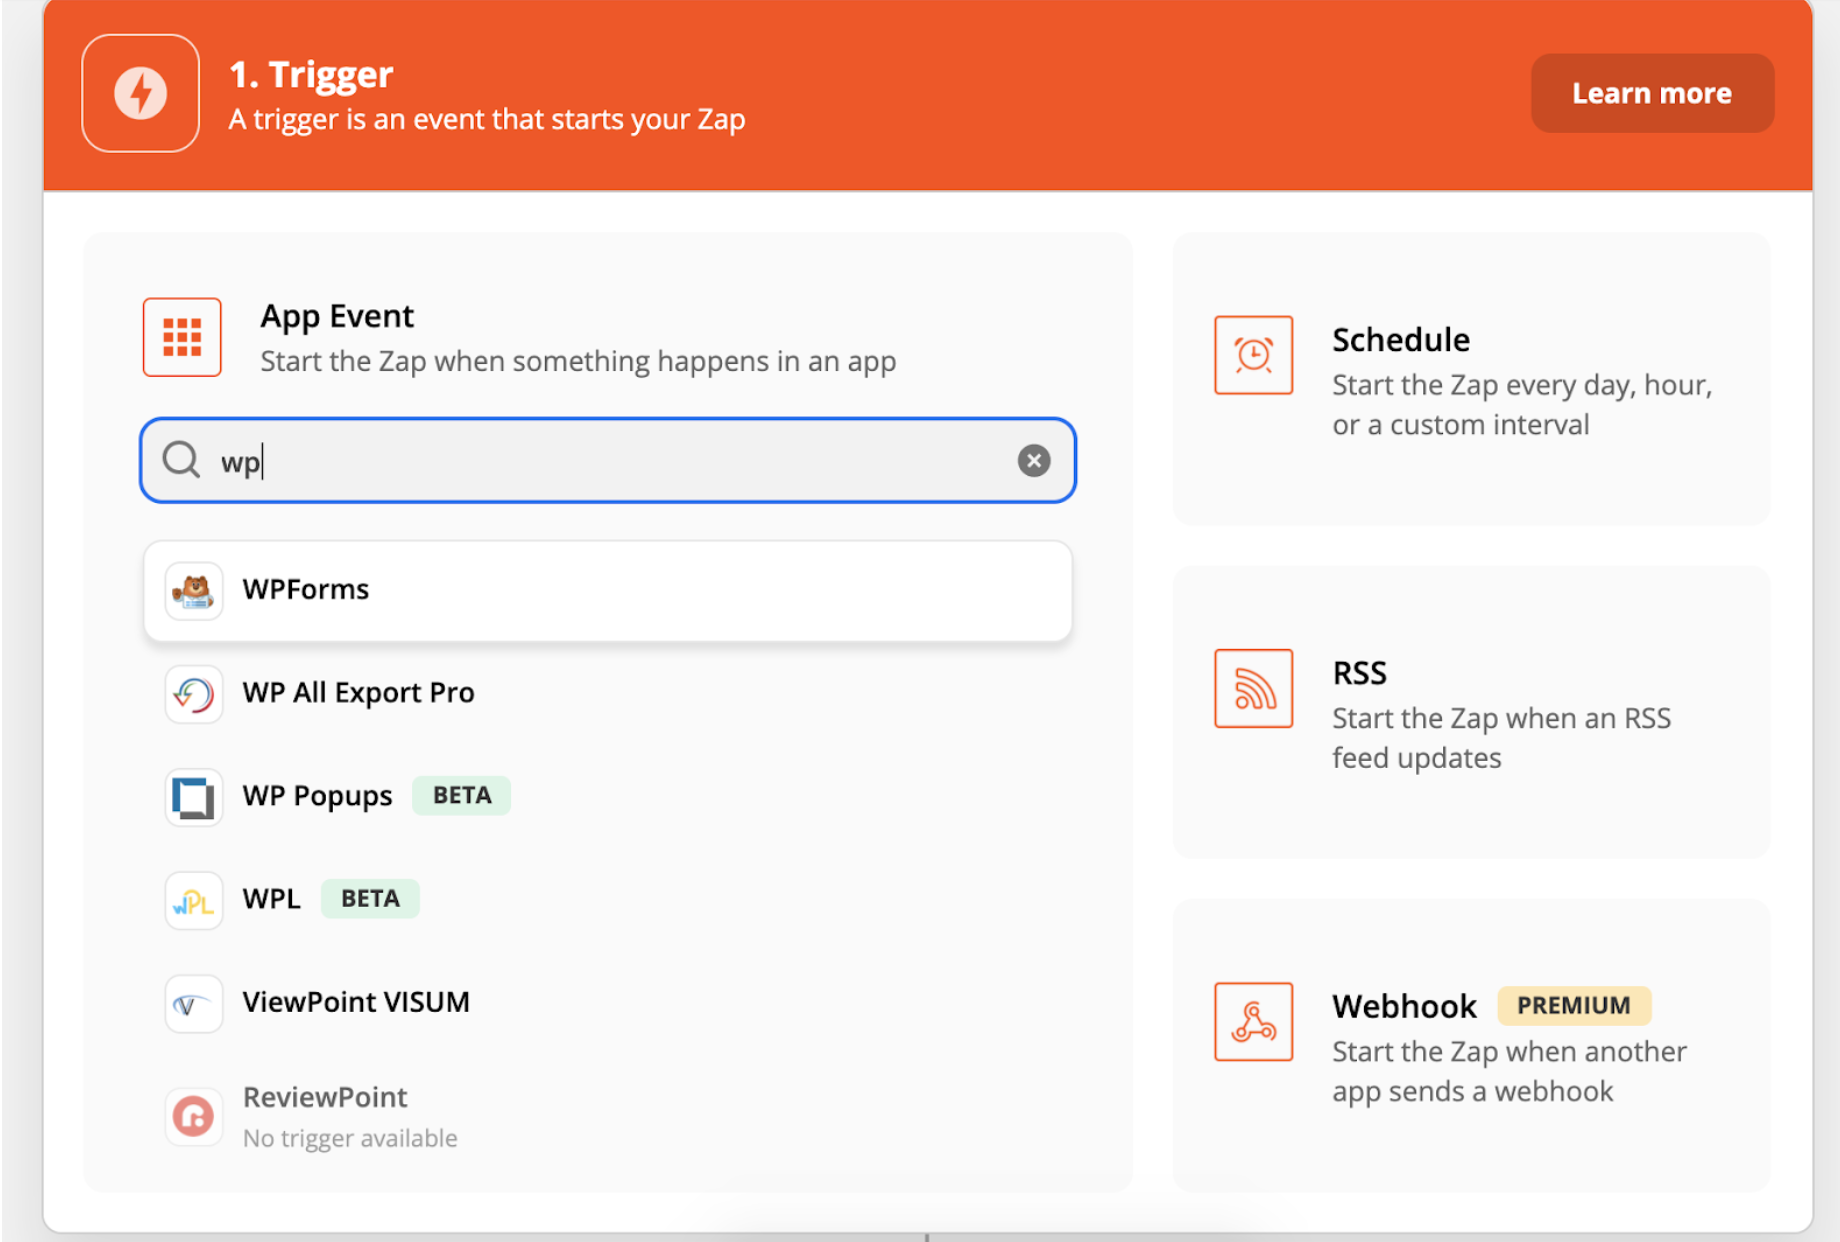 1. Trigger
A trigger is an event that starts your Zap
Learn more
App Event
Start the Zap when something happens in an app
wp
WPForms
WP All Export Pro
WP Popups BETA
WPL BETA
ViewPoint VISUM
ReviewPoint
No trigger available
Schedule
Start the Zap every day, hour,
or a custom interval
RSS
Start the Zap when an RSS
feed updates
Webhook PREMIUM
Start the Zap when another
app sends a webhook